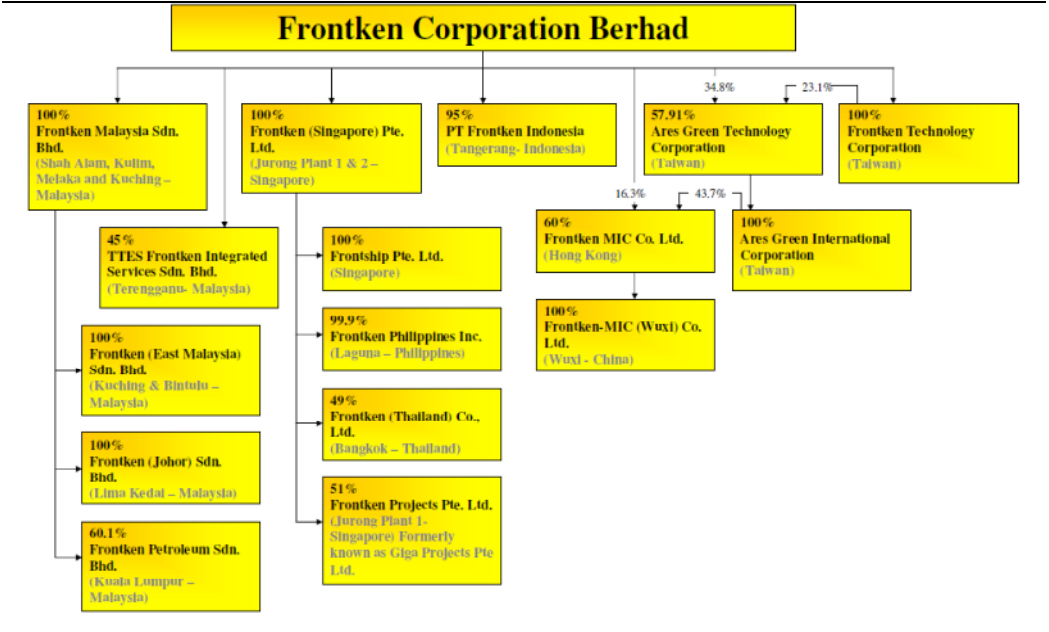 Frontken Corporation Berhad
34.8%
23.1%
100%
Frontken Malaysia Sdn.
Bhd.
(Shah Alam, Kulim,
Melaka and Kuching –
Malaysia)
100%
Frontken (Singapore) Pte.
Ltd.
(Jurong Plant 1 & 2 –
Singapore)
95%
PT Frontken Indonesia
(Tangerang- Indonesia)
57.91%
Ares Green Technology
Corporation
(Taiwan)
100%
Frontken Technology
Corporation
(Taiwan)
16.3%
43.7%
45%
TTES Frontken Integrated
Services Sdn. Bhd.
(Terengganu- Malaysia)
100%
Frontship Pte. Ltd.
(Singapore)
60%
Frontken MIC Co. Ltd.
(Hong Kong)
100%
Ares Green International
Corporation
(Taiwan)
100%
Frontken (East Malaysia)
Sdn. Bhd.
(Kuching & Bintulu –
Malaysia)
99.9%
Frontken Philippines Inc.
(Laguna – Philippines)
100%
Frontken-MIC (Wuxi) Co.
Ltd.
(Wuxi - China)
49%
Frontken (Thailand) Co.,
Ltd.
(Bangkok – Thailand)
100%
Frontken (Johor) Sdn.
Bhd.
(Lima Kedai – Malaysia)
51%
Frontken Projects Pte. Ltd.
(Jurong Plant 1-
Singapore) Formerly
known as Giga Projects Pte
Ltd.
60.1%
Frontken Petroleum Sdn.
Bhd.
(Kuala Lumpur –
Malaysia)